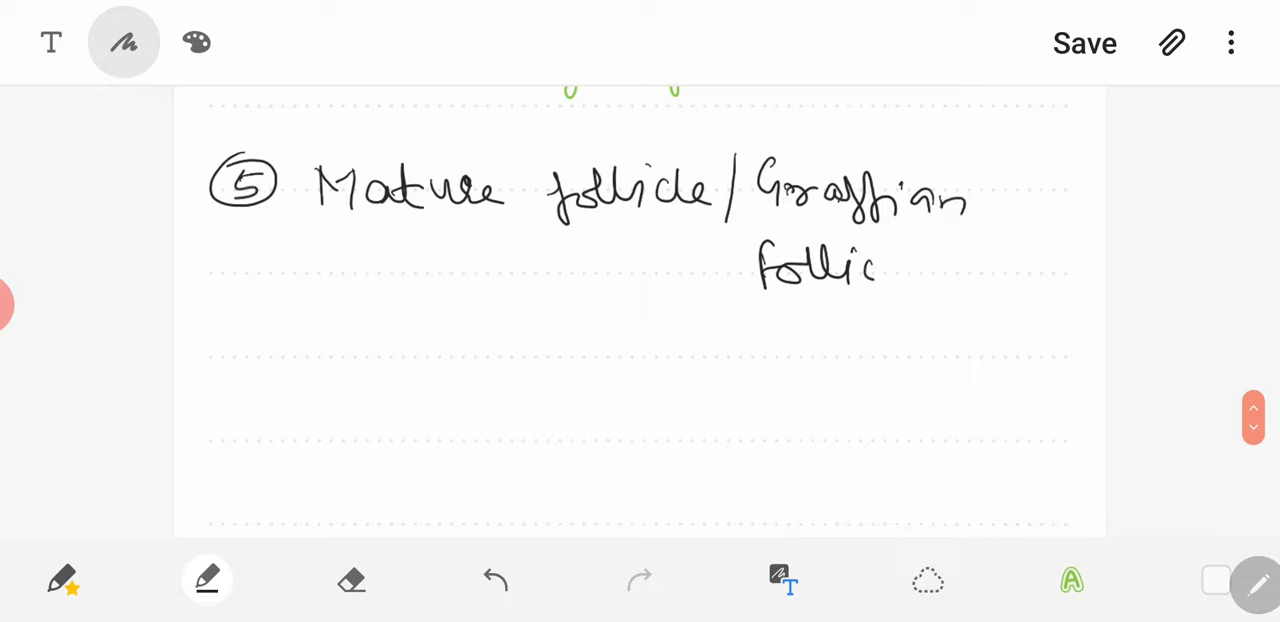 T Save
⑤ Mature follicle/Graffian
follic
T
A